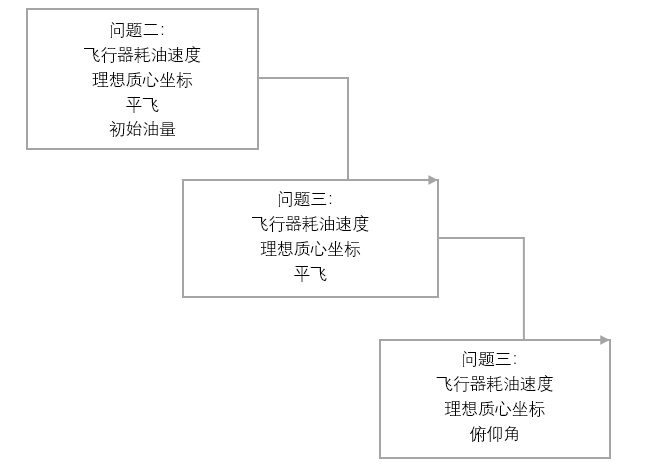 问题二：
飞行器耗油速度
理想质心坐标
平飞
初始油量
问题三：
飞行器耗油速度
理想质心坐标
平飞
问题三：
飞行器耗油速度
理想质心坐标
俯仰角